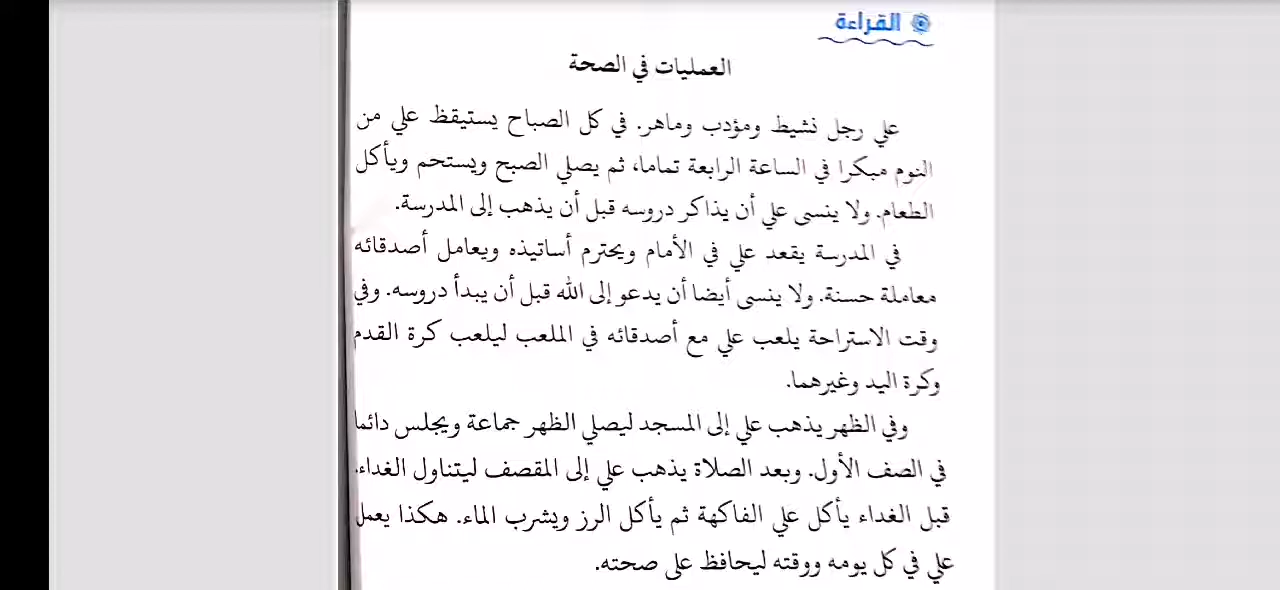 القراءة
العمليات في الصحة
علي رجل نشيط ومؤدب وماهر. في كل الصباح يستيقظ علي من
النوم مبكرا في الساعة الرابعة تماما، ثم يصلي الصبح ويستحم ويأكل
الطعام. ولا ينسى علي أن يذاكر دروسه قبل أن يذهب إلى المدرسة.
في المدرسة يقعد علي في الأمام ويحترم أساتيذه ويعامل أصدقائه
معاملة حسنة. ولا ينسى أيضا أن يدعو إلى الله قبل أن يبدأ دروسه. وفي
وقت الاستراحة يلعب علي مع أصدقائه في الملعب ليلعب كرة القدم
وكرة اليد وغيرهما.
وفي الظهر يذهب علي إلى المسجد ليصلي الظهر جماعة ويجلس دائما
في الصف الأول. وبعد الصلاة يذهب علي إلى المقصف ليتناول الغداء.
قبل الغداء يأكل علي الفاكهة ثم يأكل الرز ويشرب الماء. هكذا يعمل
علي في كل يومه ووقته ليحافظ على صحته.